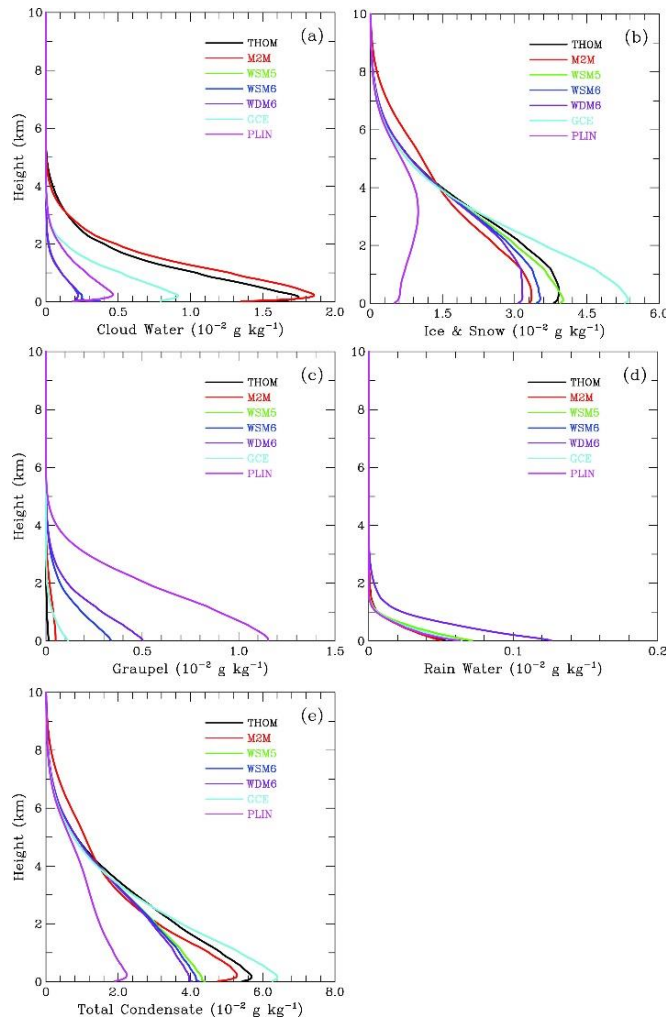 10
8
6
4
2
0
Height (km)
(a)
THOM
M2M
WSM5
WSM6
WDM6
GCE
PLIN
0 0.5 1.0 1.5 2.0
Cloud Water (10⁻² g kg⁻¹)
10
8
6
4
2
0
(b)
THOM
M2M
WSM5
WSM6
WDM6
GCE
PLIN
0 1.5 3.0 4.5 6.0
Ice & Snow (10⁻² g kg⁻¹)
10
8
6
4
2
0
Height (km)
(c)
THOM
M2M
WSM5
WSM6
WDM6
GCE
PLIN
0 0.5 1.0 1.5
Graupel (10⁻² g kg⁻¹)
10
8
6
4
2
0
(d)
THOM
M2M
WSM5
WSM6
WDM6
GCE
PLIN
0 0.1 0.2
Rain Water (10⁻² g kg⁻¹)
10
8
6
4
2
0
Height (km)
(e)
THOM
M2M
WSM5
WSM6
WDM6
GCE
PLIN
0 2.0 4.0 6.0 8.0
Total Condensate (10⁻² g kg⁻¹)